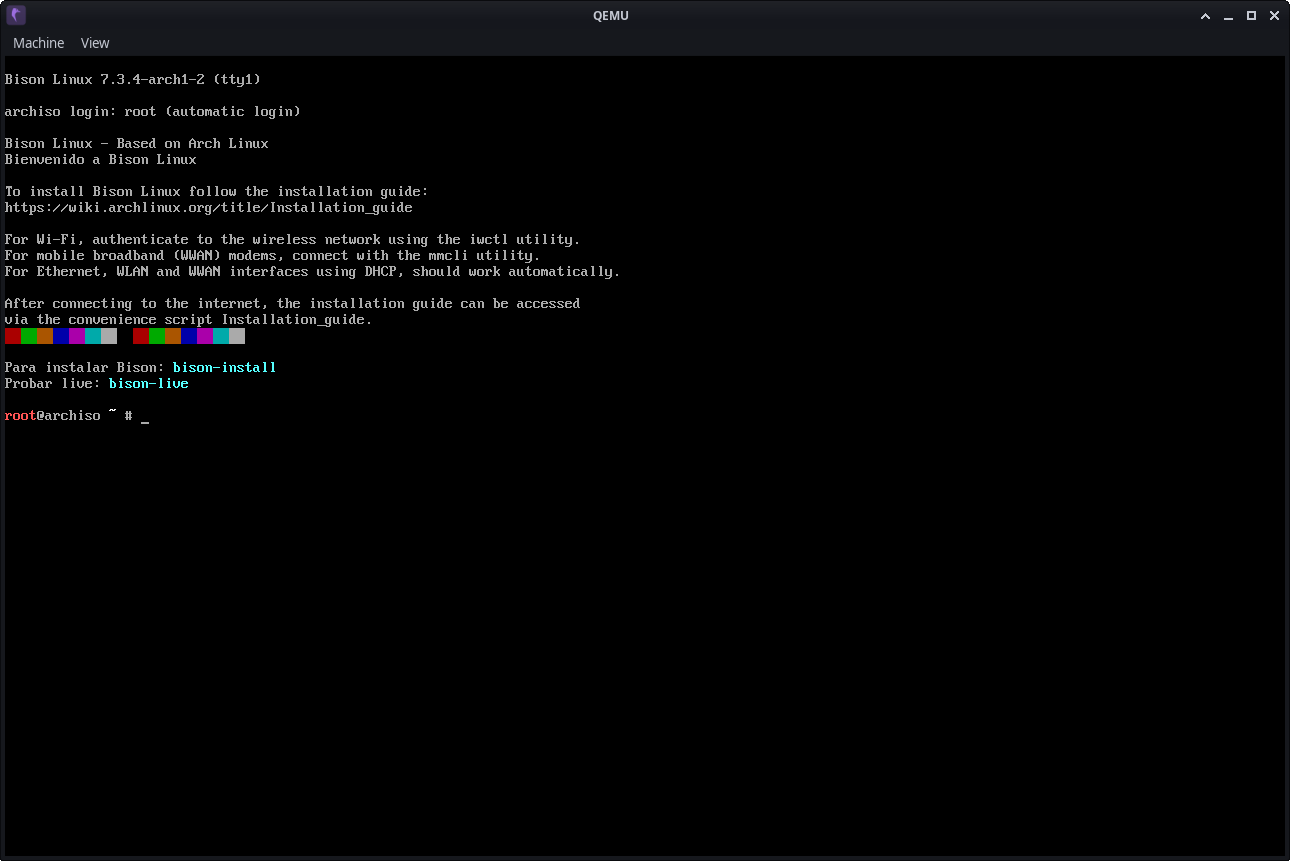 QEMU
Machine View
Bison Linux 7.3.4-arch1-2 (tty1)
archiso login: root (automatic login)
Bison Linux - Based on Arch Linux
Bienvenido a Bison Linux
To install Bison Linux follow the installation guide:
https://wiki.archlinux.org/title/Installation_guide
For Wi-Fi, authenticate to the wireless network using the iwctl utility.
For mobile broadband (WWAN) modems, connect with the mmcli utility.
For Ethernet, WLAN and WWAN interfaces using DHCP, should work automatically.
After connecting to the internet, the installation guide can be accessed
via the convenience script Installation_guide.
Para instalar Bison: bison-install
Probar live: bison-live
root@archiso ~ # _